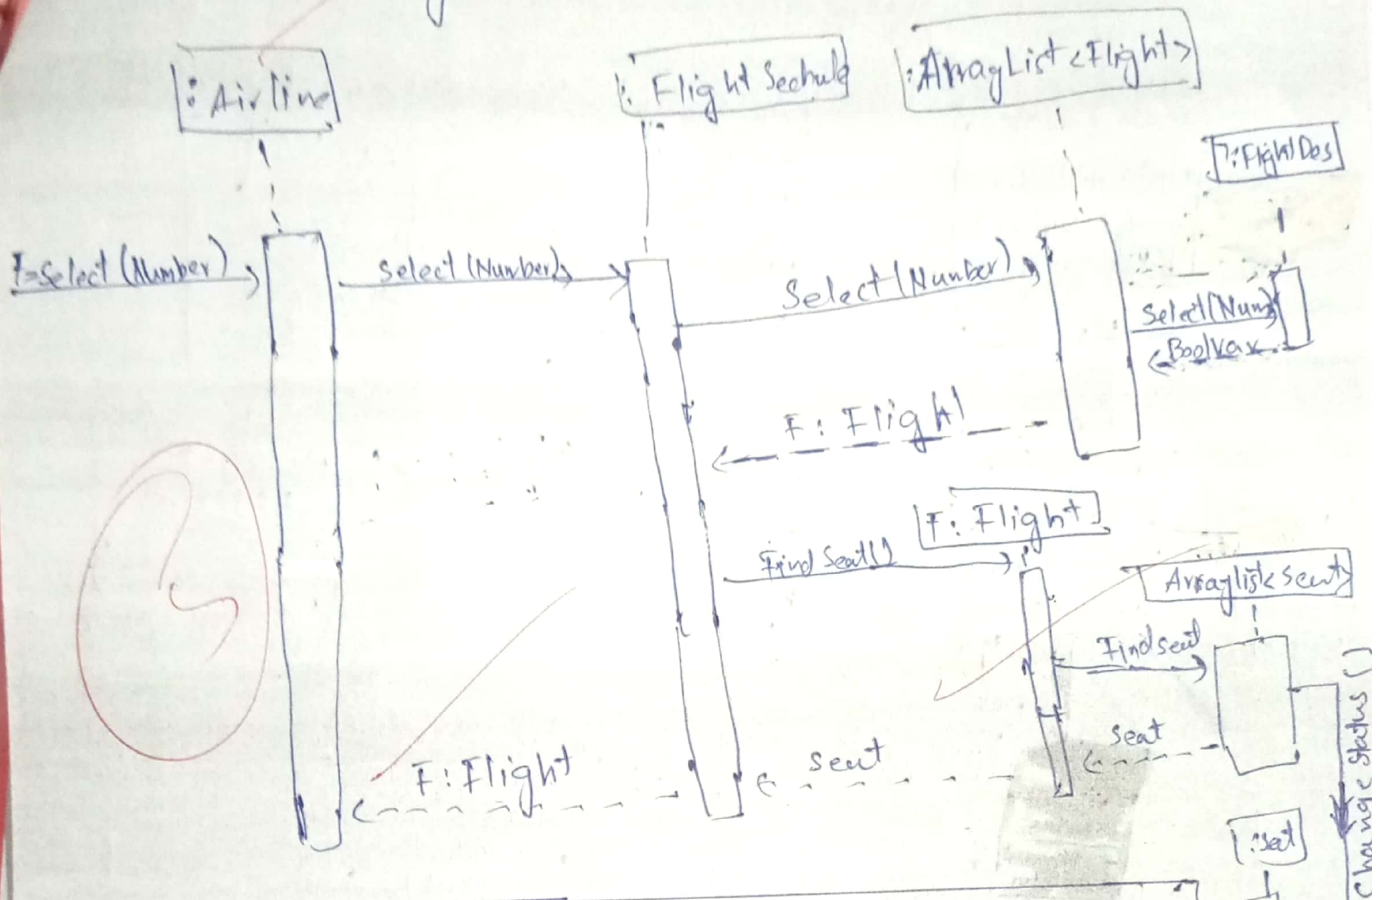 :Airline
: Flight Sechule
:ArrayList<Flight>
?:FlightDes
F=Select (Number)
Select (Number)
Select (Number)
Select (Num)
F: Flight
F: Flight
Find Seat()
Arraylist<Seat>
Find seat
seat
seat
F: Flight
:seat
Change status ()